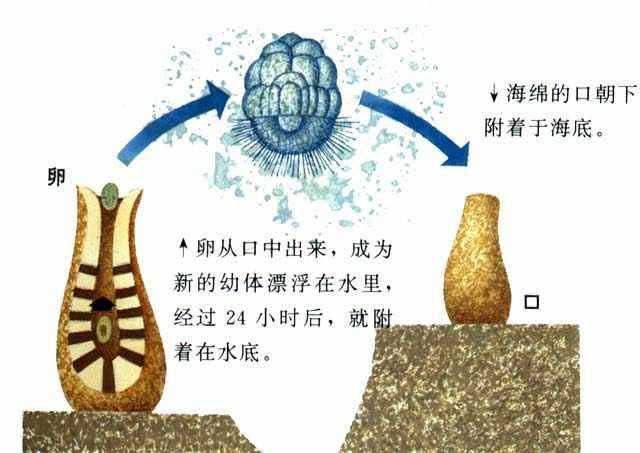 ↓海绵的口朝下
附着于海底。
卵
↑卵从口中出来，成为
新的幼体漂浮在水里，
经过 24 小时后，就附
着在水底。
口